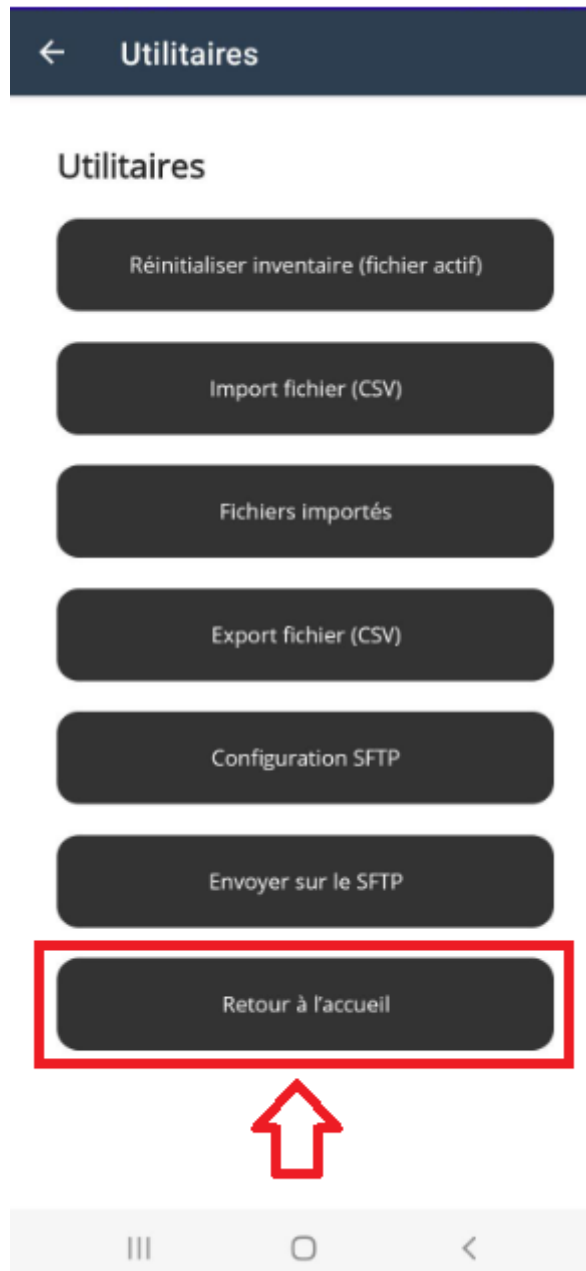 Utilitaires
Utilitaires
Réinitialiser inventaire (fichier actif)
Import fichier (CSV)
Fichiers importés
Export fichier (CSV)
Configuration SFTP
Envoyer sur le SFTP
Retour à l'accueil